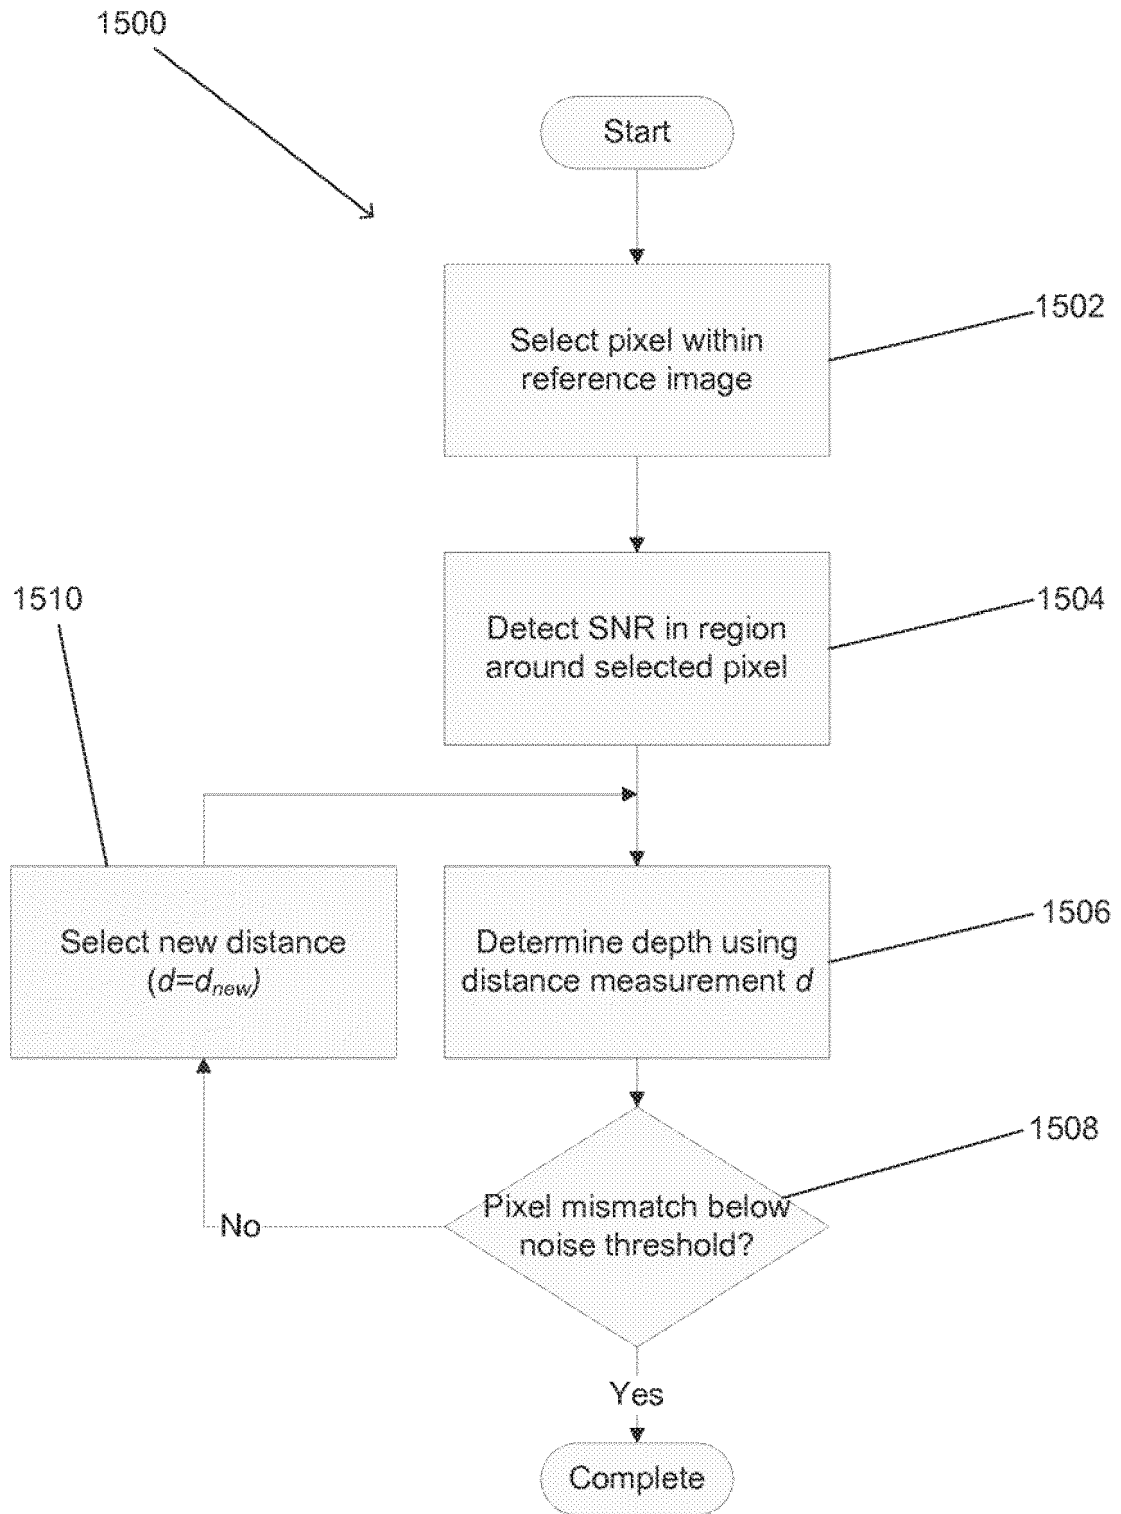 1500
Start
Select pixel within
reference image
1502
Detect SNR in region
around selected pixel
1504
1510
Select new distance
(d=dnew)
Determine depth using
distance measurement d
1506
Pixel mismatch below
noise threshold?
1508
No
Yes
Complete